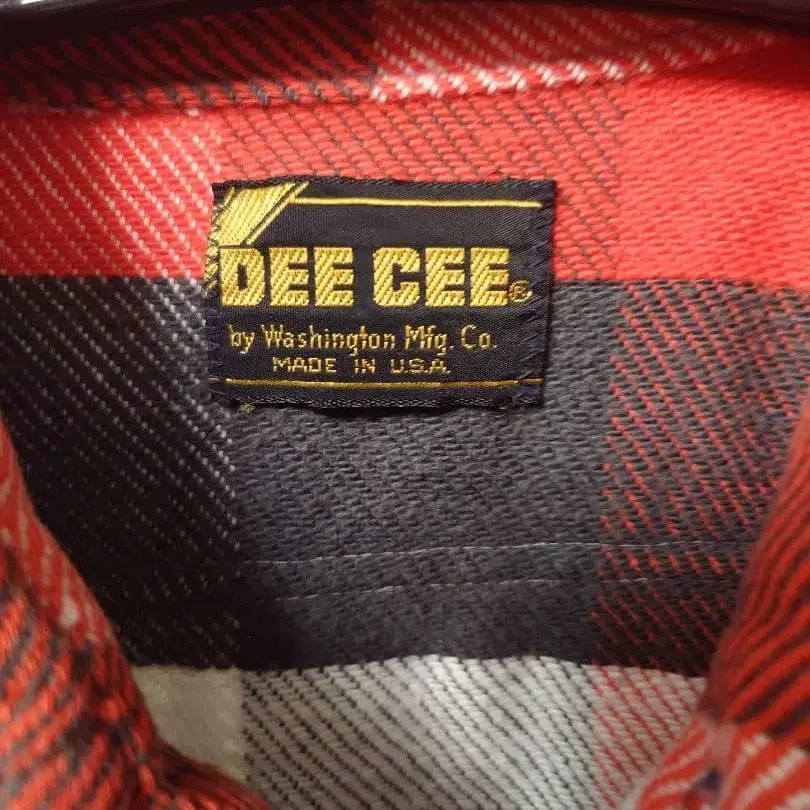 DEE CEE®
by Washington Mfg. Co.
MADE IN U.S.A.